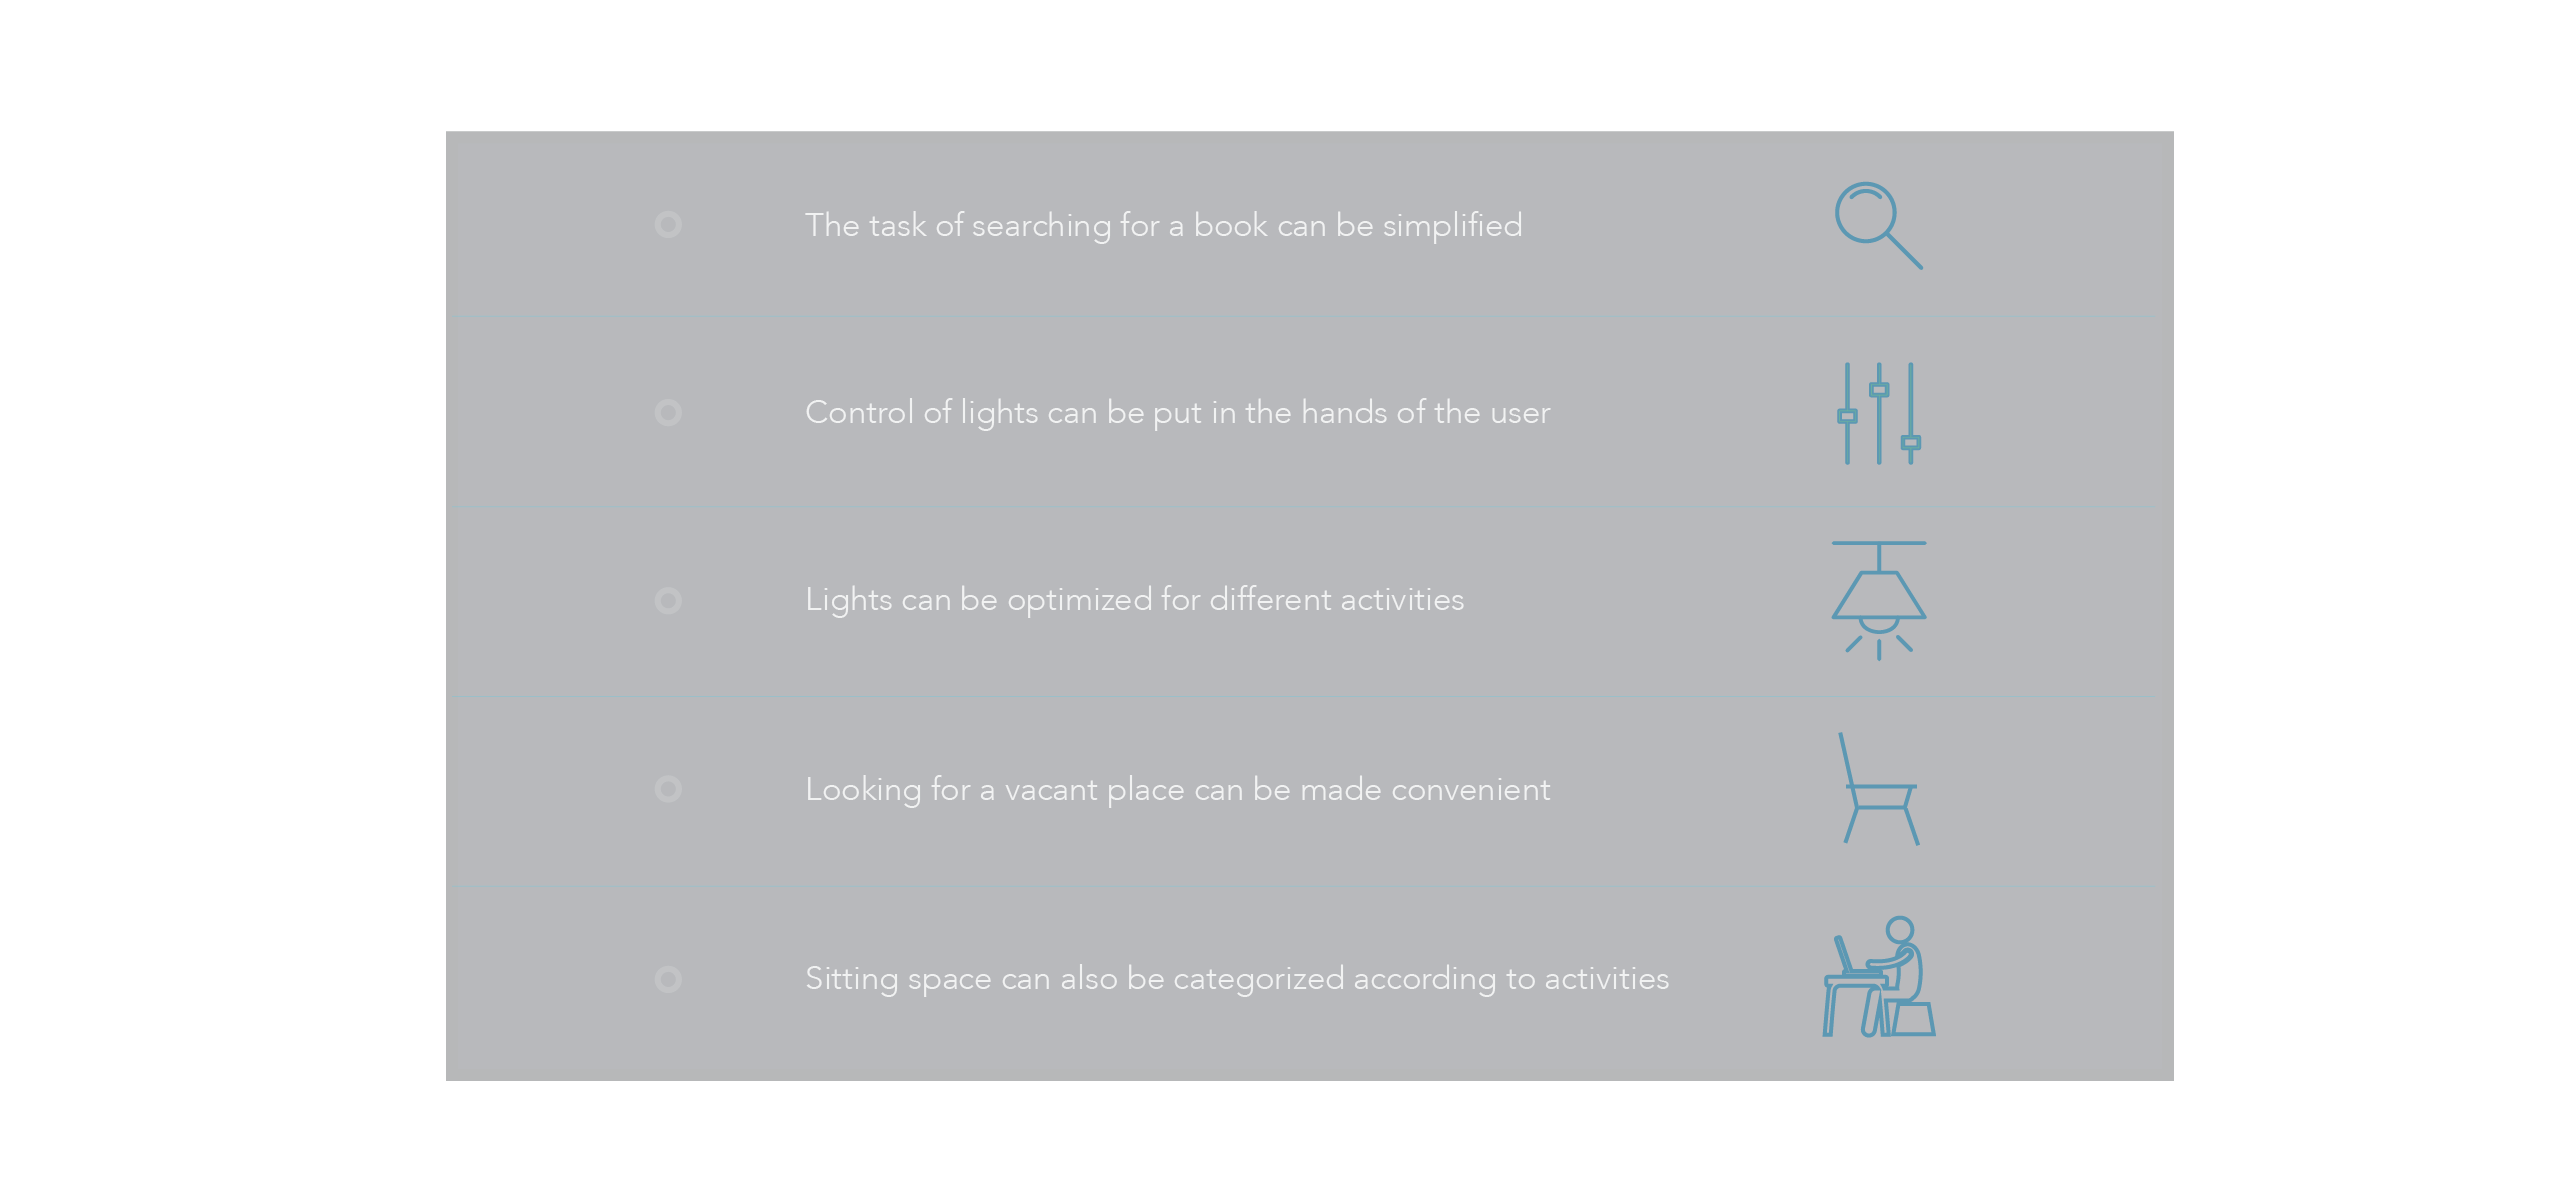 The task of searching for a book can be simplified
Control of lights can be put in the hands of the user
Lights can be optimized for different activities
Looking for a vacant place can be made convenient
Sitting space can also be categorized according to activities